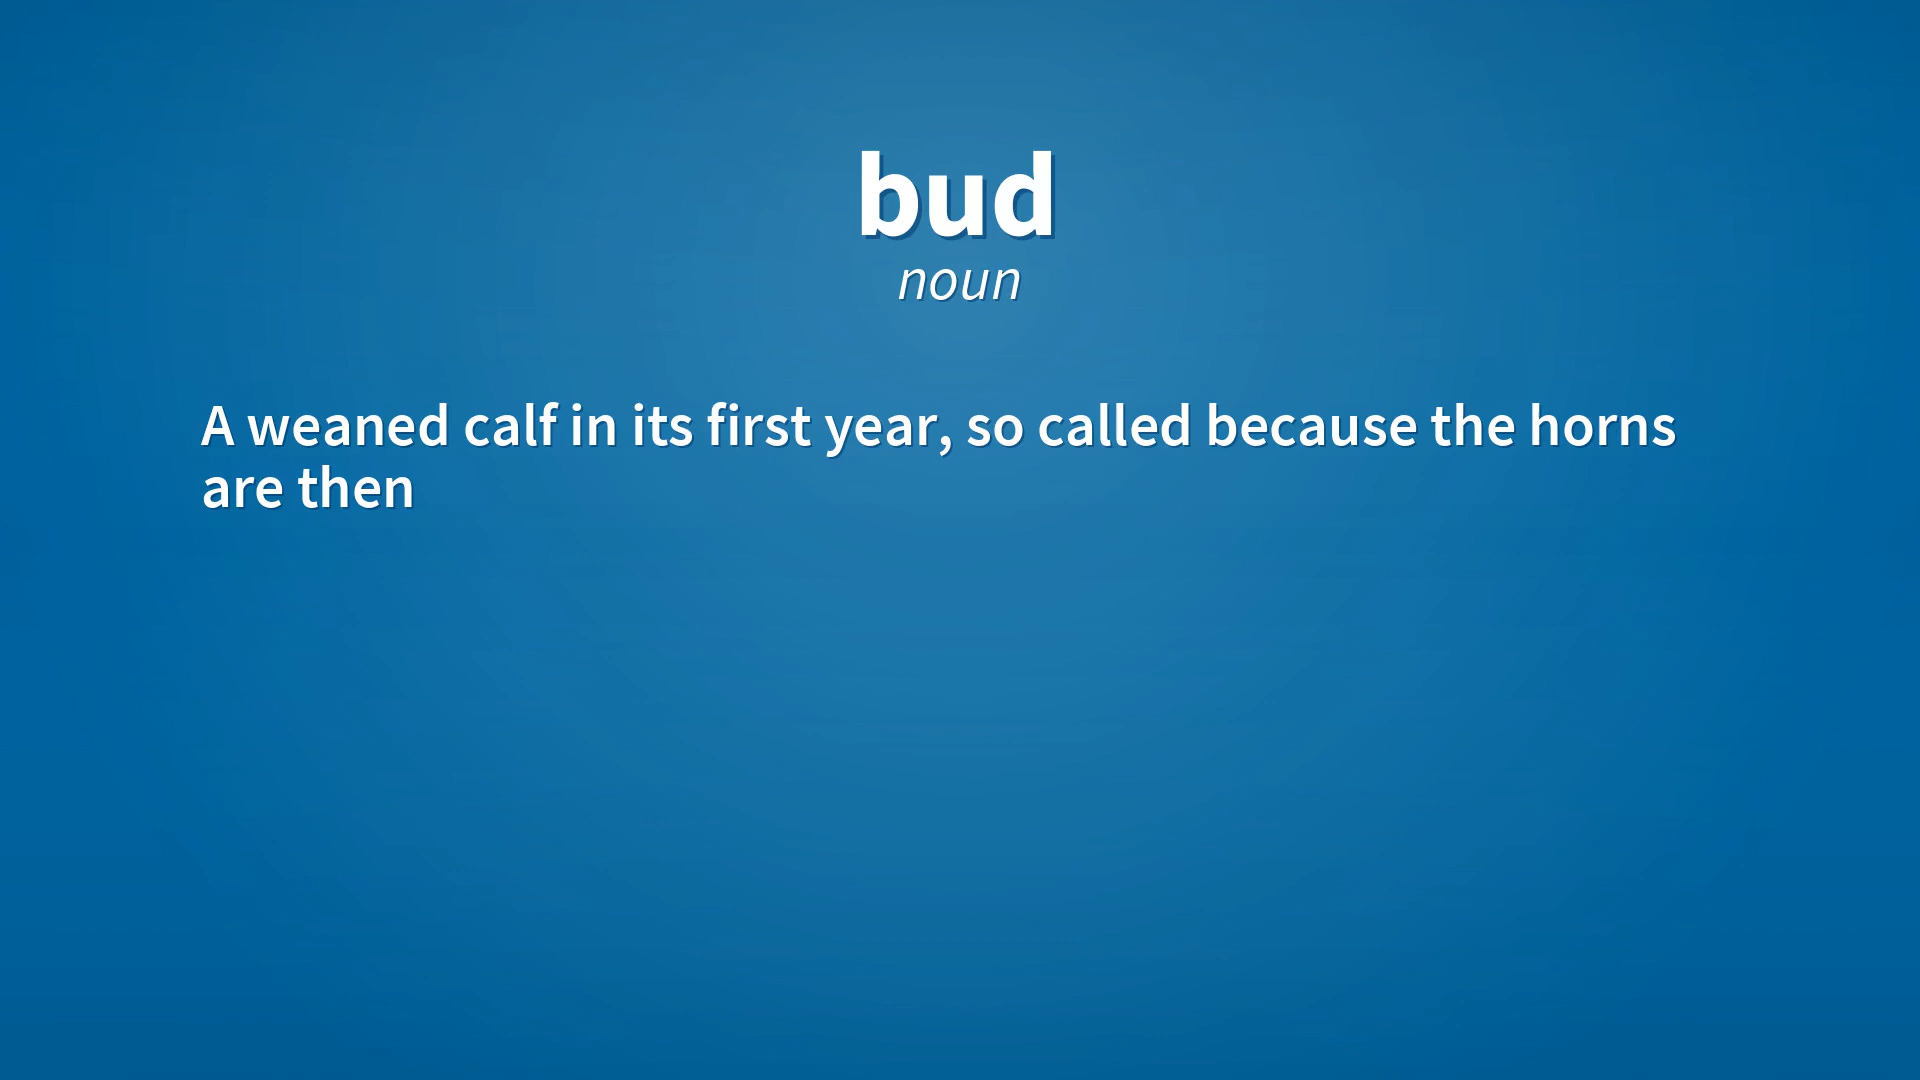 bud
noun
A weaned calf in its first year, so called because the horns
are then